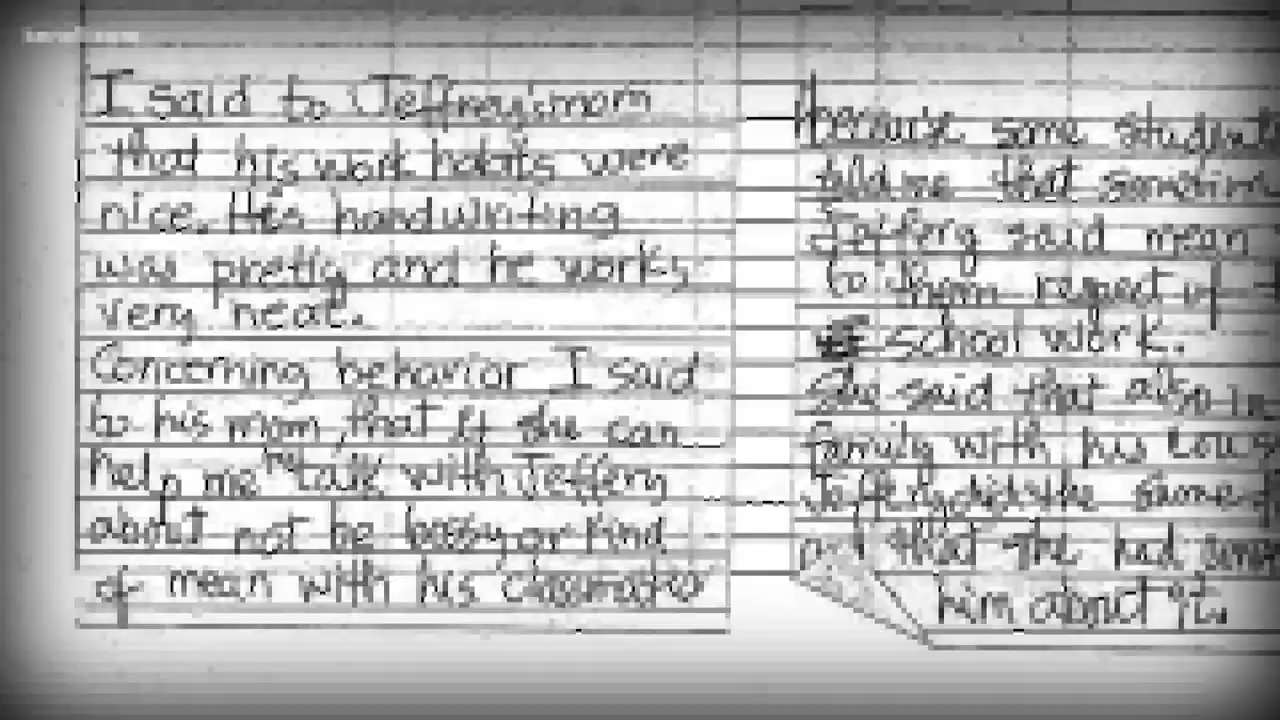 I said to Jeffrey's mom
that his work habits were
nice. His handwriting
was pretty and he works
very neat.
Concerning behavior I said
to his mom, that if she can
help me talk with Jeffery
about not be bossy or kind
of mean with his classmates
because some student
told me that sometim
Jeffery said mean
to them respect of
school work.
She said that also in
family with his cous
Jeffery did the same
that she had
him about it.